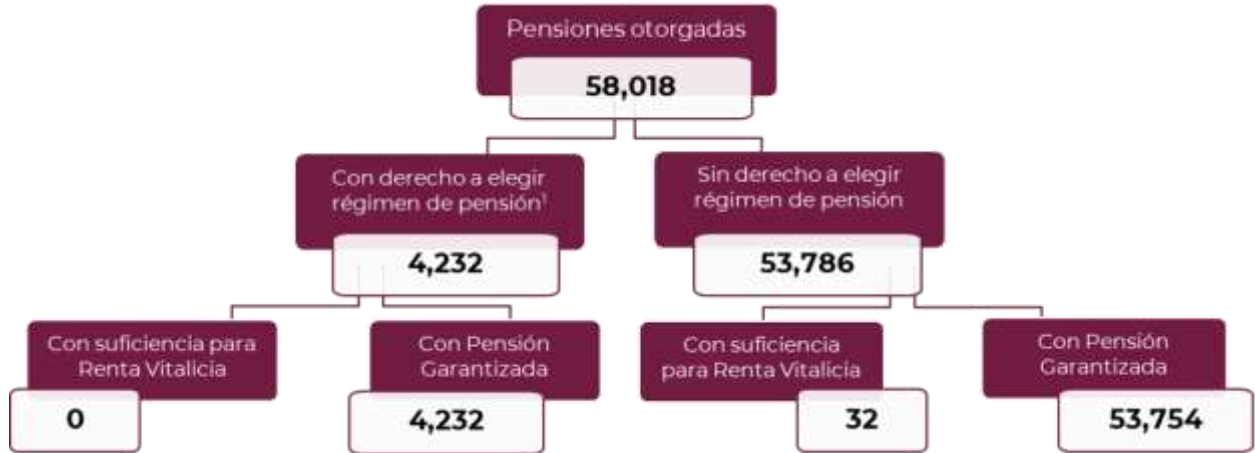 Pensiones otorgadas
58,018
Con derecho a elegir
régimen de pensión¹
4,232
Sin derecho a elegir
régimen de pensión
53,786
Con suficiencia para
Renta Vitalicia
0
Con Pensión
Garantizada
4,232
Con suficiencia
para Renta Vitalicia
32
Con Pensión
Garantizada
53,754